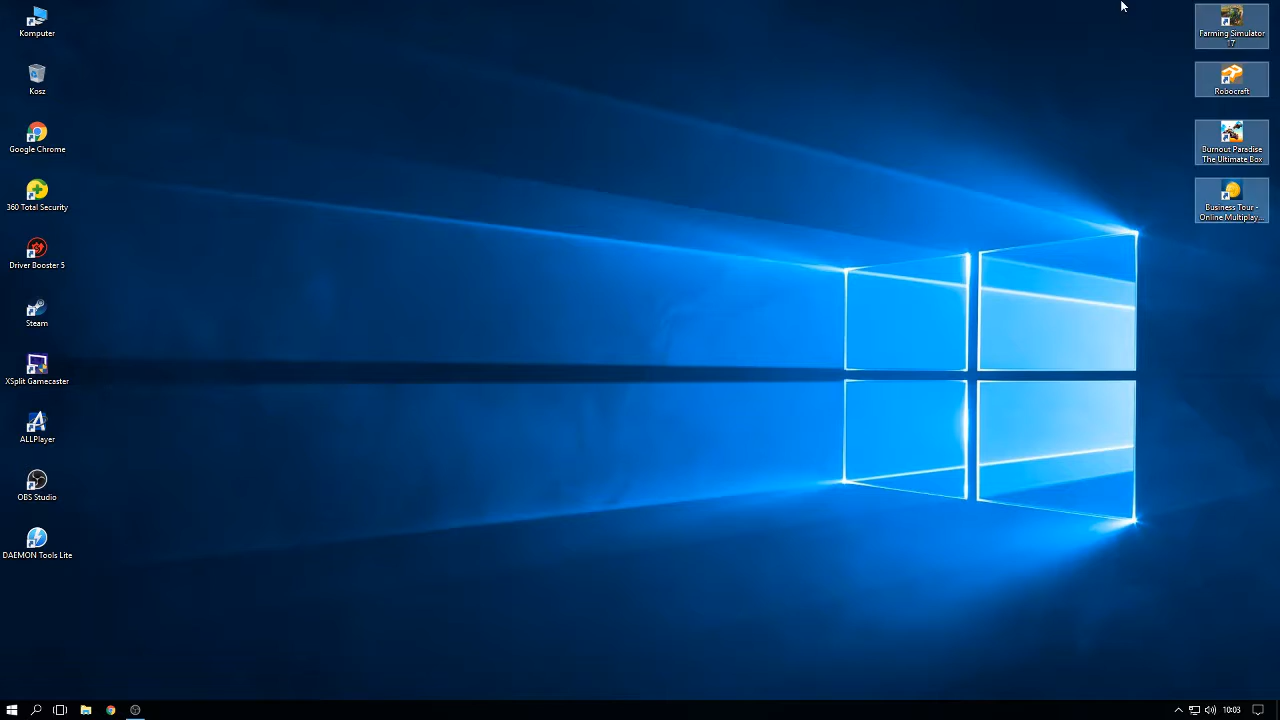 Komputer
Kosz
Google Chrome
360 Total Security
Driver Booster 5
Steam
XSplit Gamecaster
ALLPlayer
OBS Studio
DAEMON Tools Lite
Farming Simulator
17
Robocraft
Burnout Paradise
The Ultimate Box
Business Tour -
Online Multiplay...
10:03